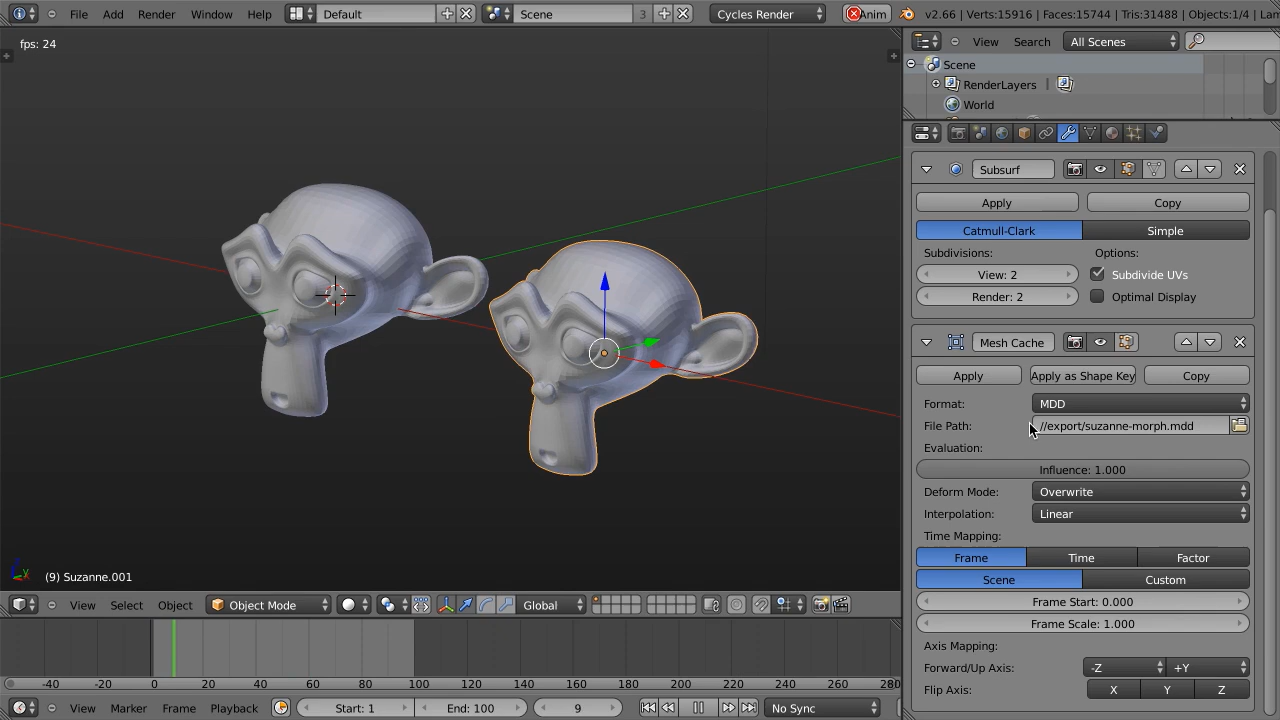 File Add Render Window Help Default Scene 3 Cycles Render Anim v2.66 | Verts:15916 | Faces:15744 | Tris:31488 | Objects:1/4 | Lam
fps: 24
View Search All Scenes
Scene
RenderLayers
World
Subsurf
Apply Copy
Catmull-Clark Simple
Subdivisions: Options:
View: 2 Subdivide UVs
Render: 2 Optimal Display
Mesh Cache
Apply Apply as Shape Key Copy
Format: MDD
File Path: //export/suzanne-morph.mdd
Evaluation:
Influence: 1.000
Deform Mode: Overwrite
Interpolation: Linear
Time Mapping:
Frame Time Factor
Scene Custom
Frame Start: 0.000
Frame Scale: 1.000
Axis Mapping:
Forward/Up Axis: -Z +Y
Flip Axis: X Y Z
(9) Suzanne.001
View Select Object Object Mode Global
-40 -20 0 20 40 60 80 100 120 140 160 180 200 220 240 260 280
View Marker Frame Playback Start: 1 End: 100 9 No Sync